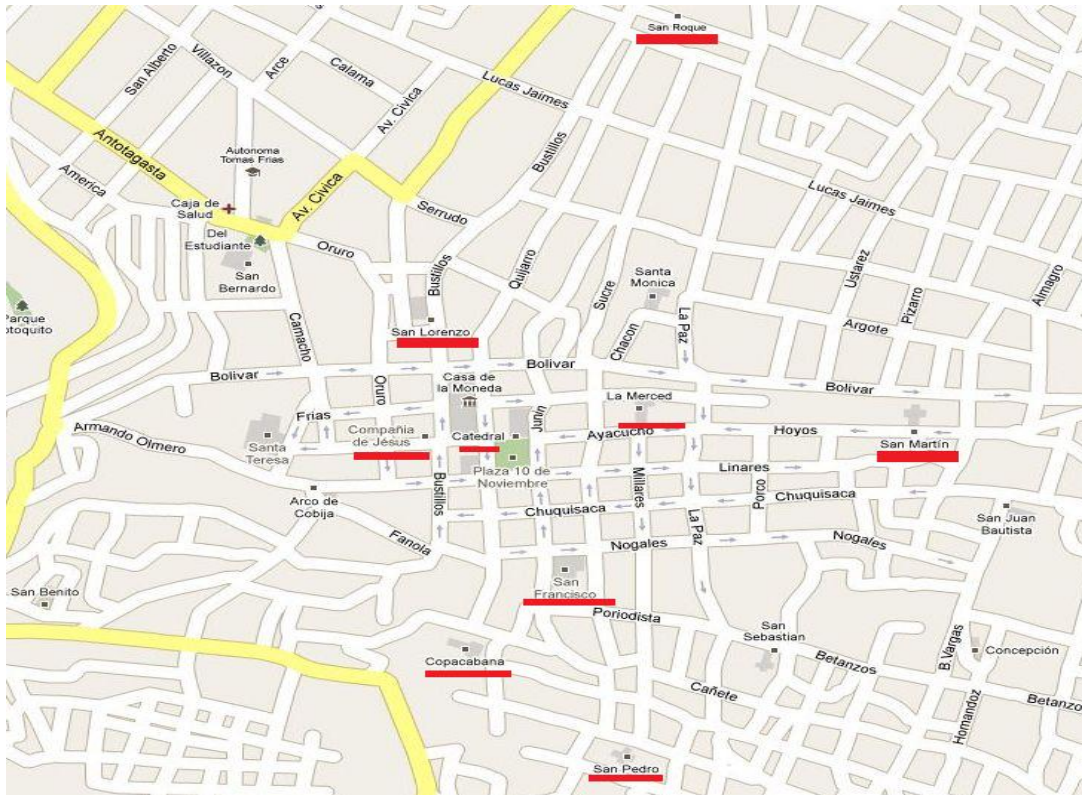 San Roque
Villazon
San Alberto
Arce
Calama
Av. Civica
Lucas Jaimes
Bustillos
Antotagasta
Autonoma
Tomas Frias
America
Av. Civica
Lucas Jaimes
Caja de
Salud
Serrudo
Del
Estudiante
Oruro
San
Bernardo
Bustillos
Quijarro
Santa
Monica
Ustarez
Pizarro
Almagro
Sucre
Parque
otoquito
Camacho
San Lorenzo
Chacon
La Paz
Argote
Bolivar
Bolivar
Bolivar
Oruro
Casa de
la Moneda
La Merced
Frias
Junin
Armando Olmero
Compañia
de Jésus
Catedral
Ayacucho
Hoyos
San Martín
Santa
Teresa
Plaza 10 de
Noviembre
Linares
Arco de
Cobija
Bustillos
Millares
Porco
Chuquisaca
Chuquisaca
La Paz
San Juan
Bautista
Fanola
Nogales
Nogales
San Benito
San
Francisco
Poriodista
San
Sebastian
B.Vargas
Copacabana
Betanzos
Concepción
Cañete
Betanzo
Homandoz
San Pedro